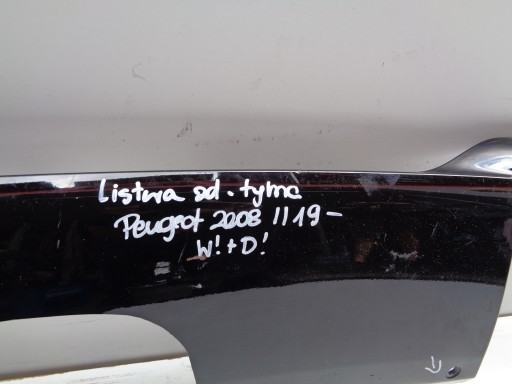 Listwa sd. tylna
Peugeot 2008 II 19-
W!+D!